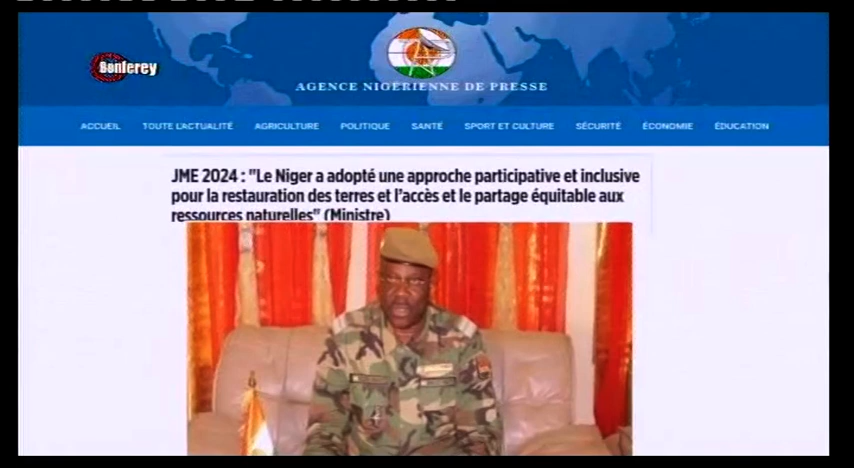 Bonferey
AGENCE NIGÉRIENNE DE PRESSE
ACCUEIL TOUTE L'ACTUALITÉ AGRICULTURE POLITIQUE SANTÉ SPORT ET CULTURE SÉCURITÉ ÉCONOMIE ÉDUCATION
JME 2024 : "Le Niger a adopté une approche participative et inclusive
pour la restauration des terres et l'accès et le partage équitable aux
ressources naturelles" (Ministre)